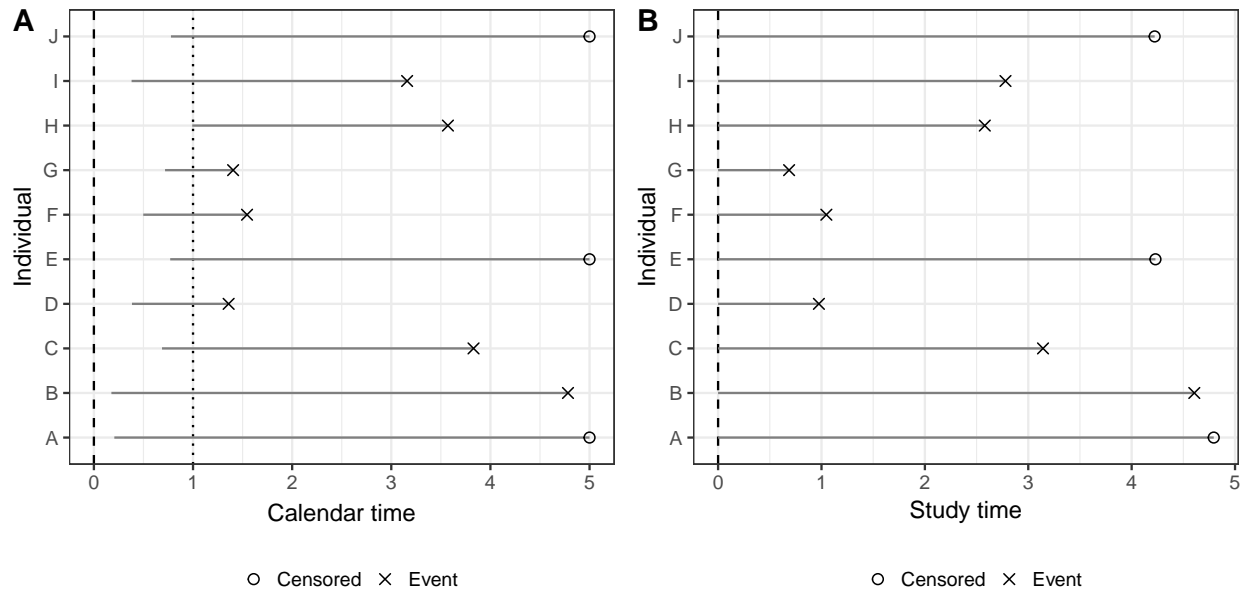 A
Individual
J
I
H
G
F
E
D
C
B
A
0 1 2 3 4 5
Calendar time
Censored Event
B
Individual
J
I
H
G
F
E
D
C
B
A
0 1 2 3 4 5
Study time
Censored Event